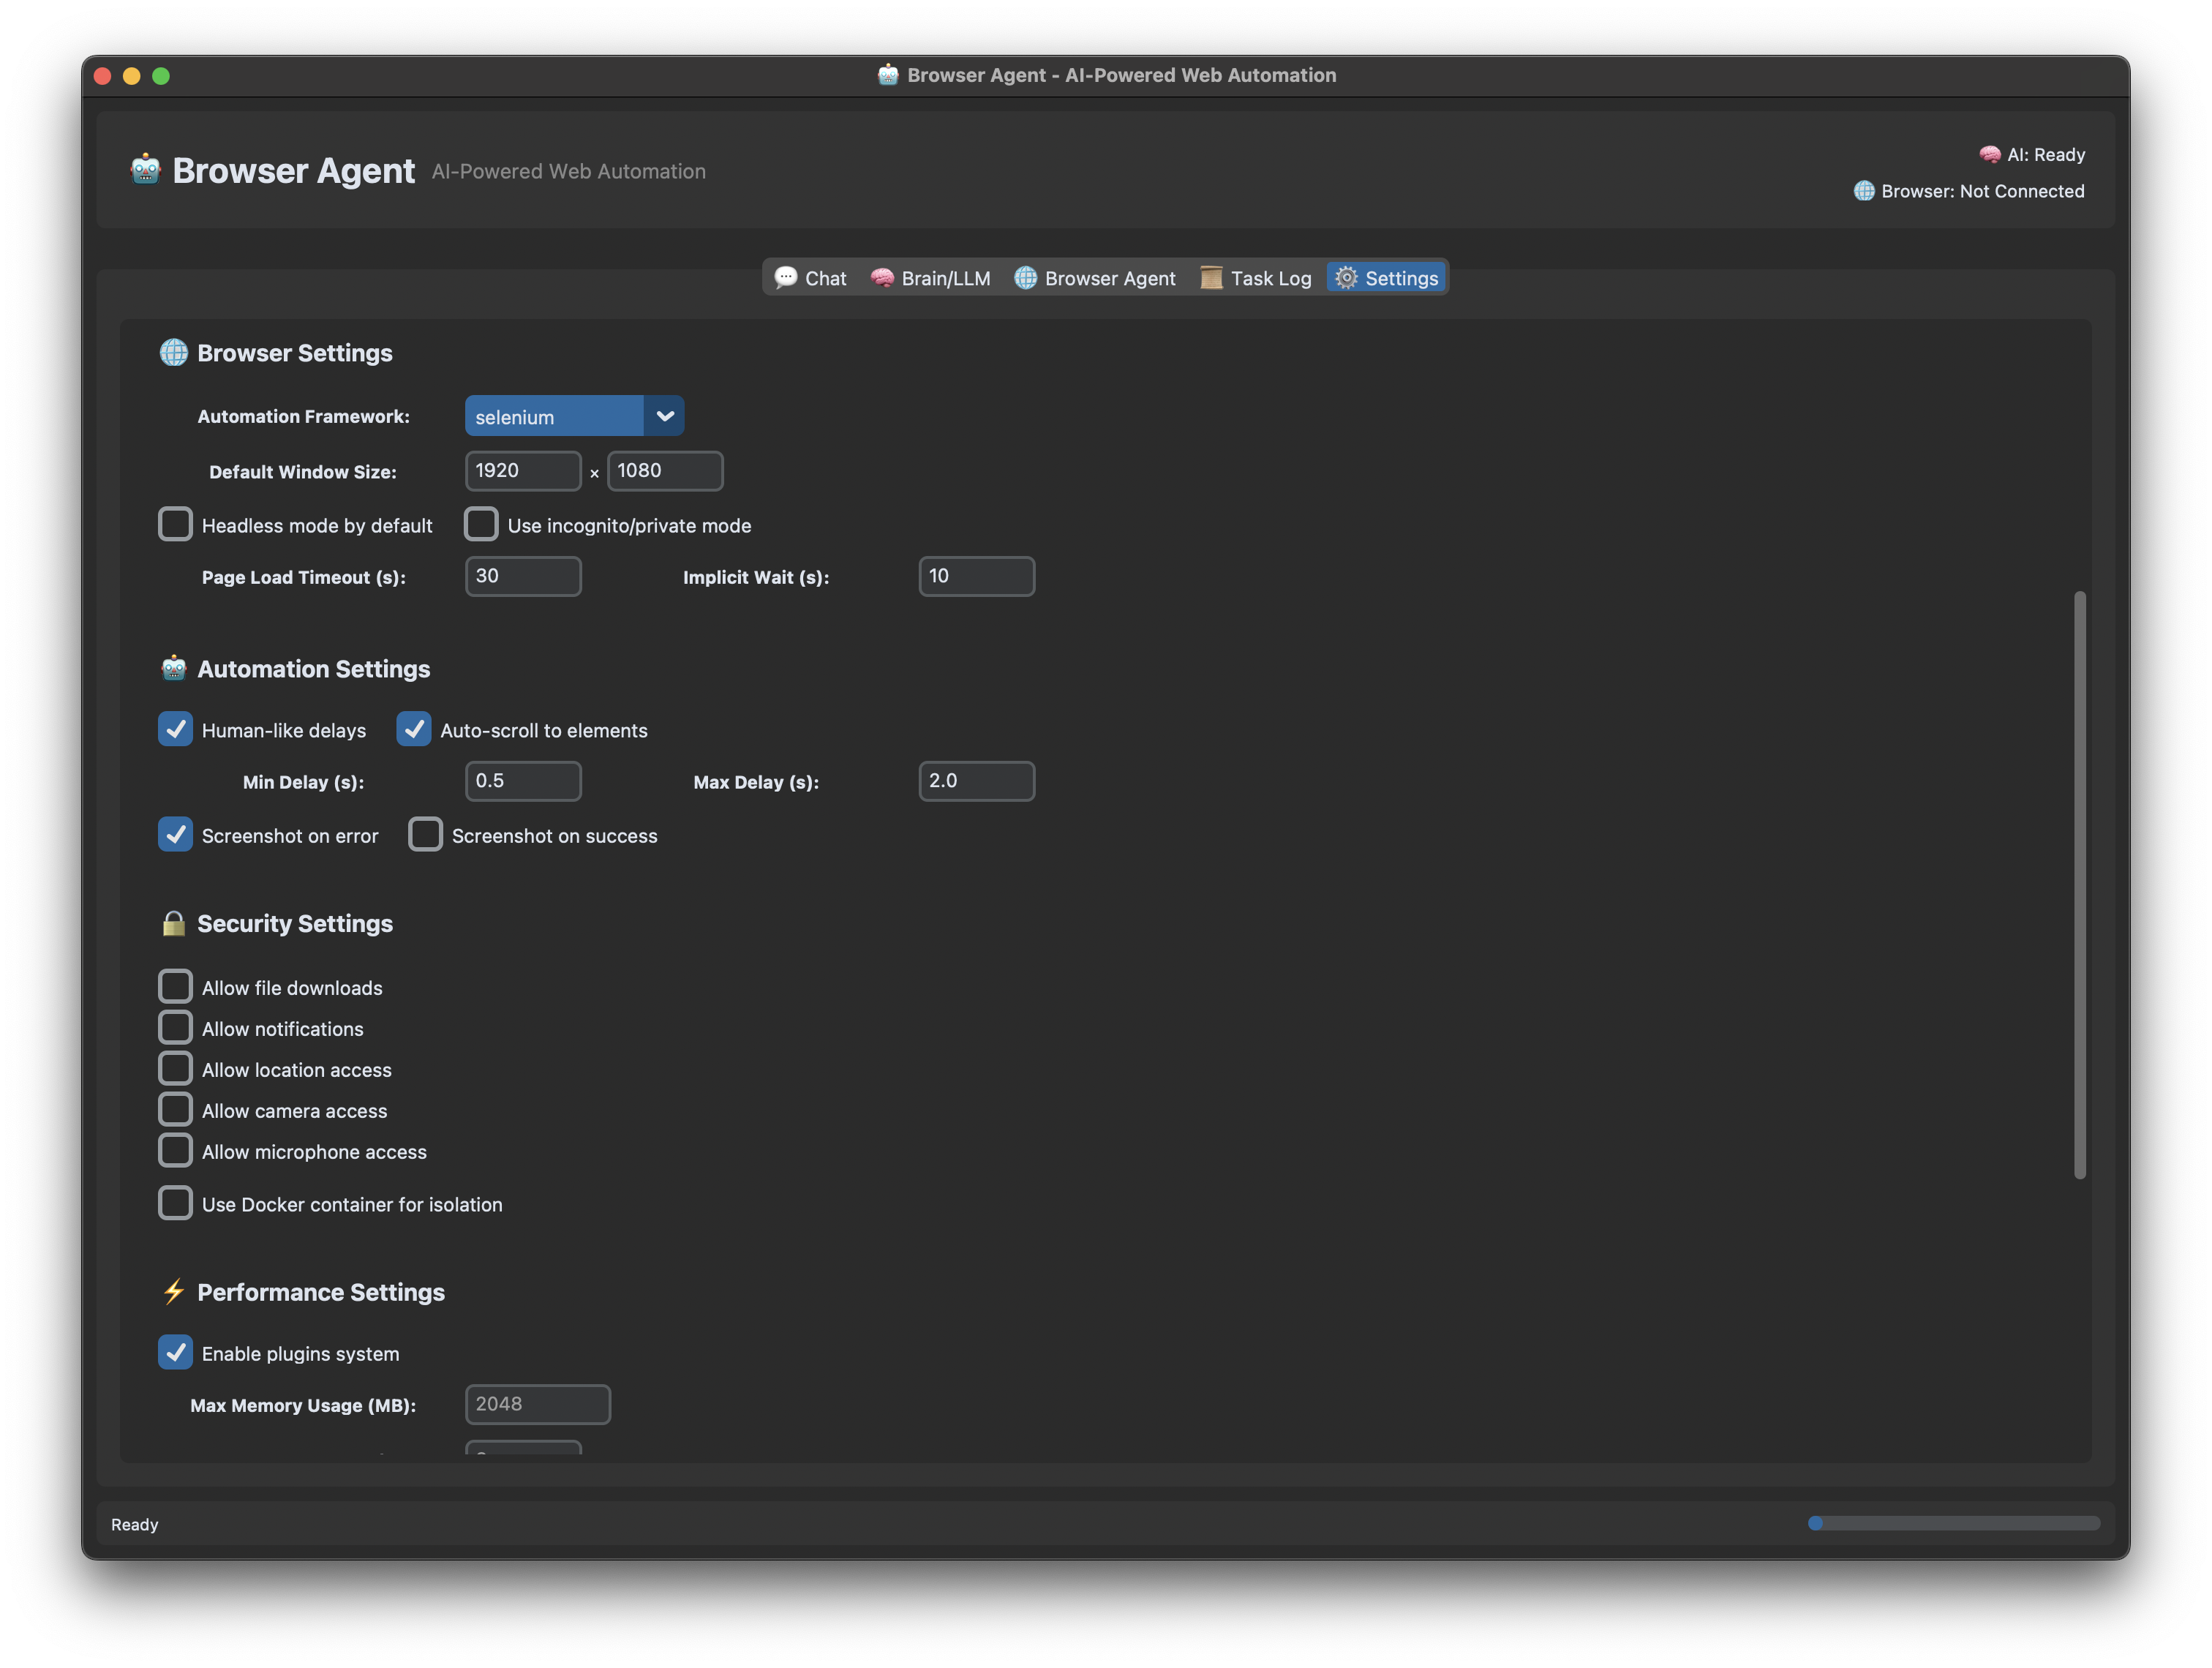 Browser Agent - AI-Powered Web Automation
Browser Agent AI-Powered Web Automation
AI: Ready
Browser: Not Connected
Chat Brain/LLM Browser Agent Task Log Settings
Browser Settings
Automation Framework: selenium
Default Window Size: 1920 × 1080
Headless mode by default Use incognito/private mode
Page Load Timeout (s): 30 Implicit Wait (s): 10
Automation Settings
Human-like delays Auto-scroll to elements
Min Delay (s): 0.5 Max Delay (s): 2.0
Screenshot on error Screenshot on success
Security Settings
Allow file downloads
Allow notifications
Allow location access
Allow camera access
Allow microphone access
Use Docker container for isolation
Performance Settings
Enable plugins system
Max Memory Usage (MB): 2048
Ready